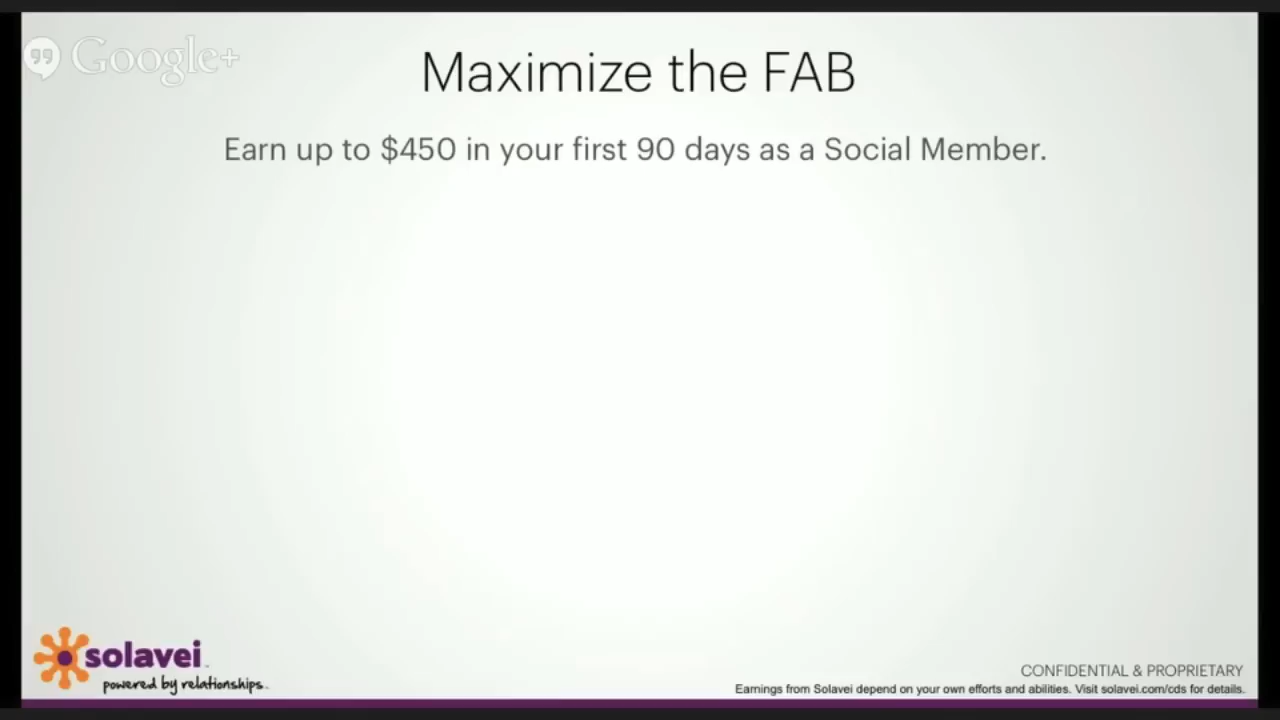 Google+
Maximize the FAB
Earn up to $450 in your first 90 days as a Social Member.
solavei
powered by relationships.
CONFIDENTIAL & PROPRIETARY
Earnings from Solavei depend on your own efforts and abilities. Visit solavei.com/cds for details.